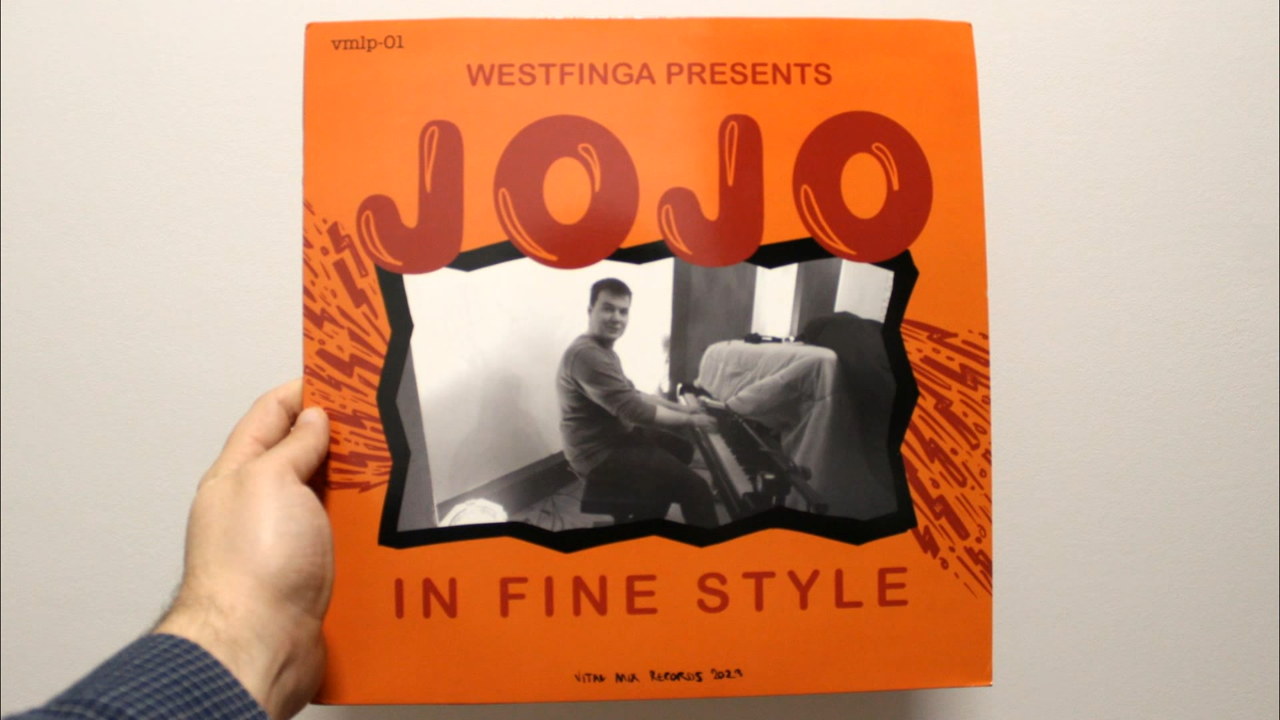 vmlp-01
WESTFINGA PRESENTS
JOJO
IN FINE STYLE
VITAL MIX RECORDS 2023